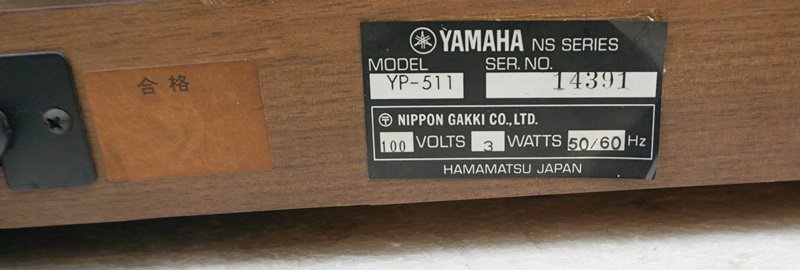 合格
YAMAHA NS SERIES
MODEL SER. NO.
YP-511 14391
〶 NIPPON GAKKI CO., LTD.
100 VOLTS 3 WATTS 50/60 Hz
HAMAMATSU JAPAN